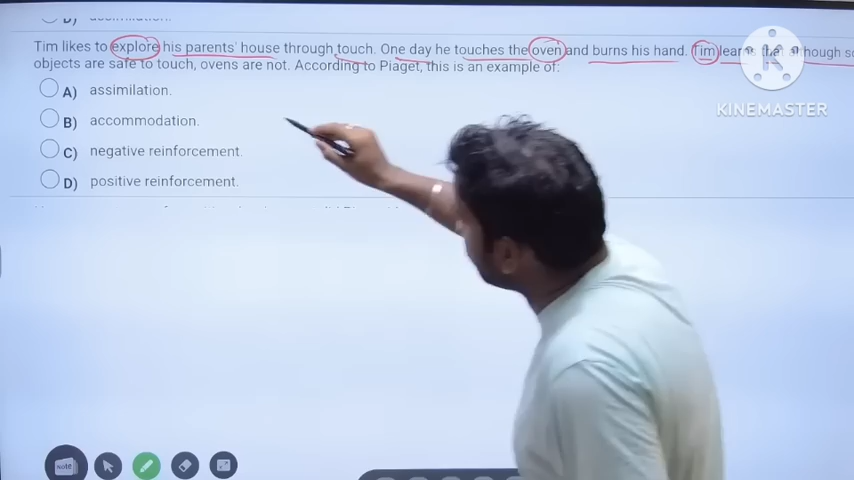 Tim likes to explore his parents' house through touch. One day he touches the oven and burns his hand. Tim
objects are safe to touch, ovens are not. According to Piaget, this is an example of:
A) assimilation.
B) accommodation.
C) negative reinforcement.
D) positive reinforcement.
KINEMASTER
Note